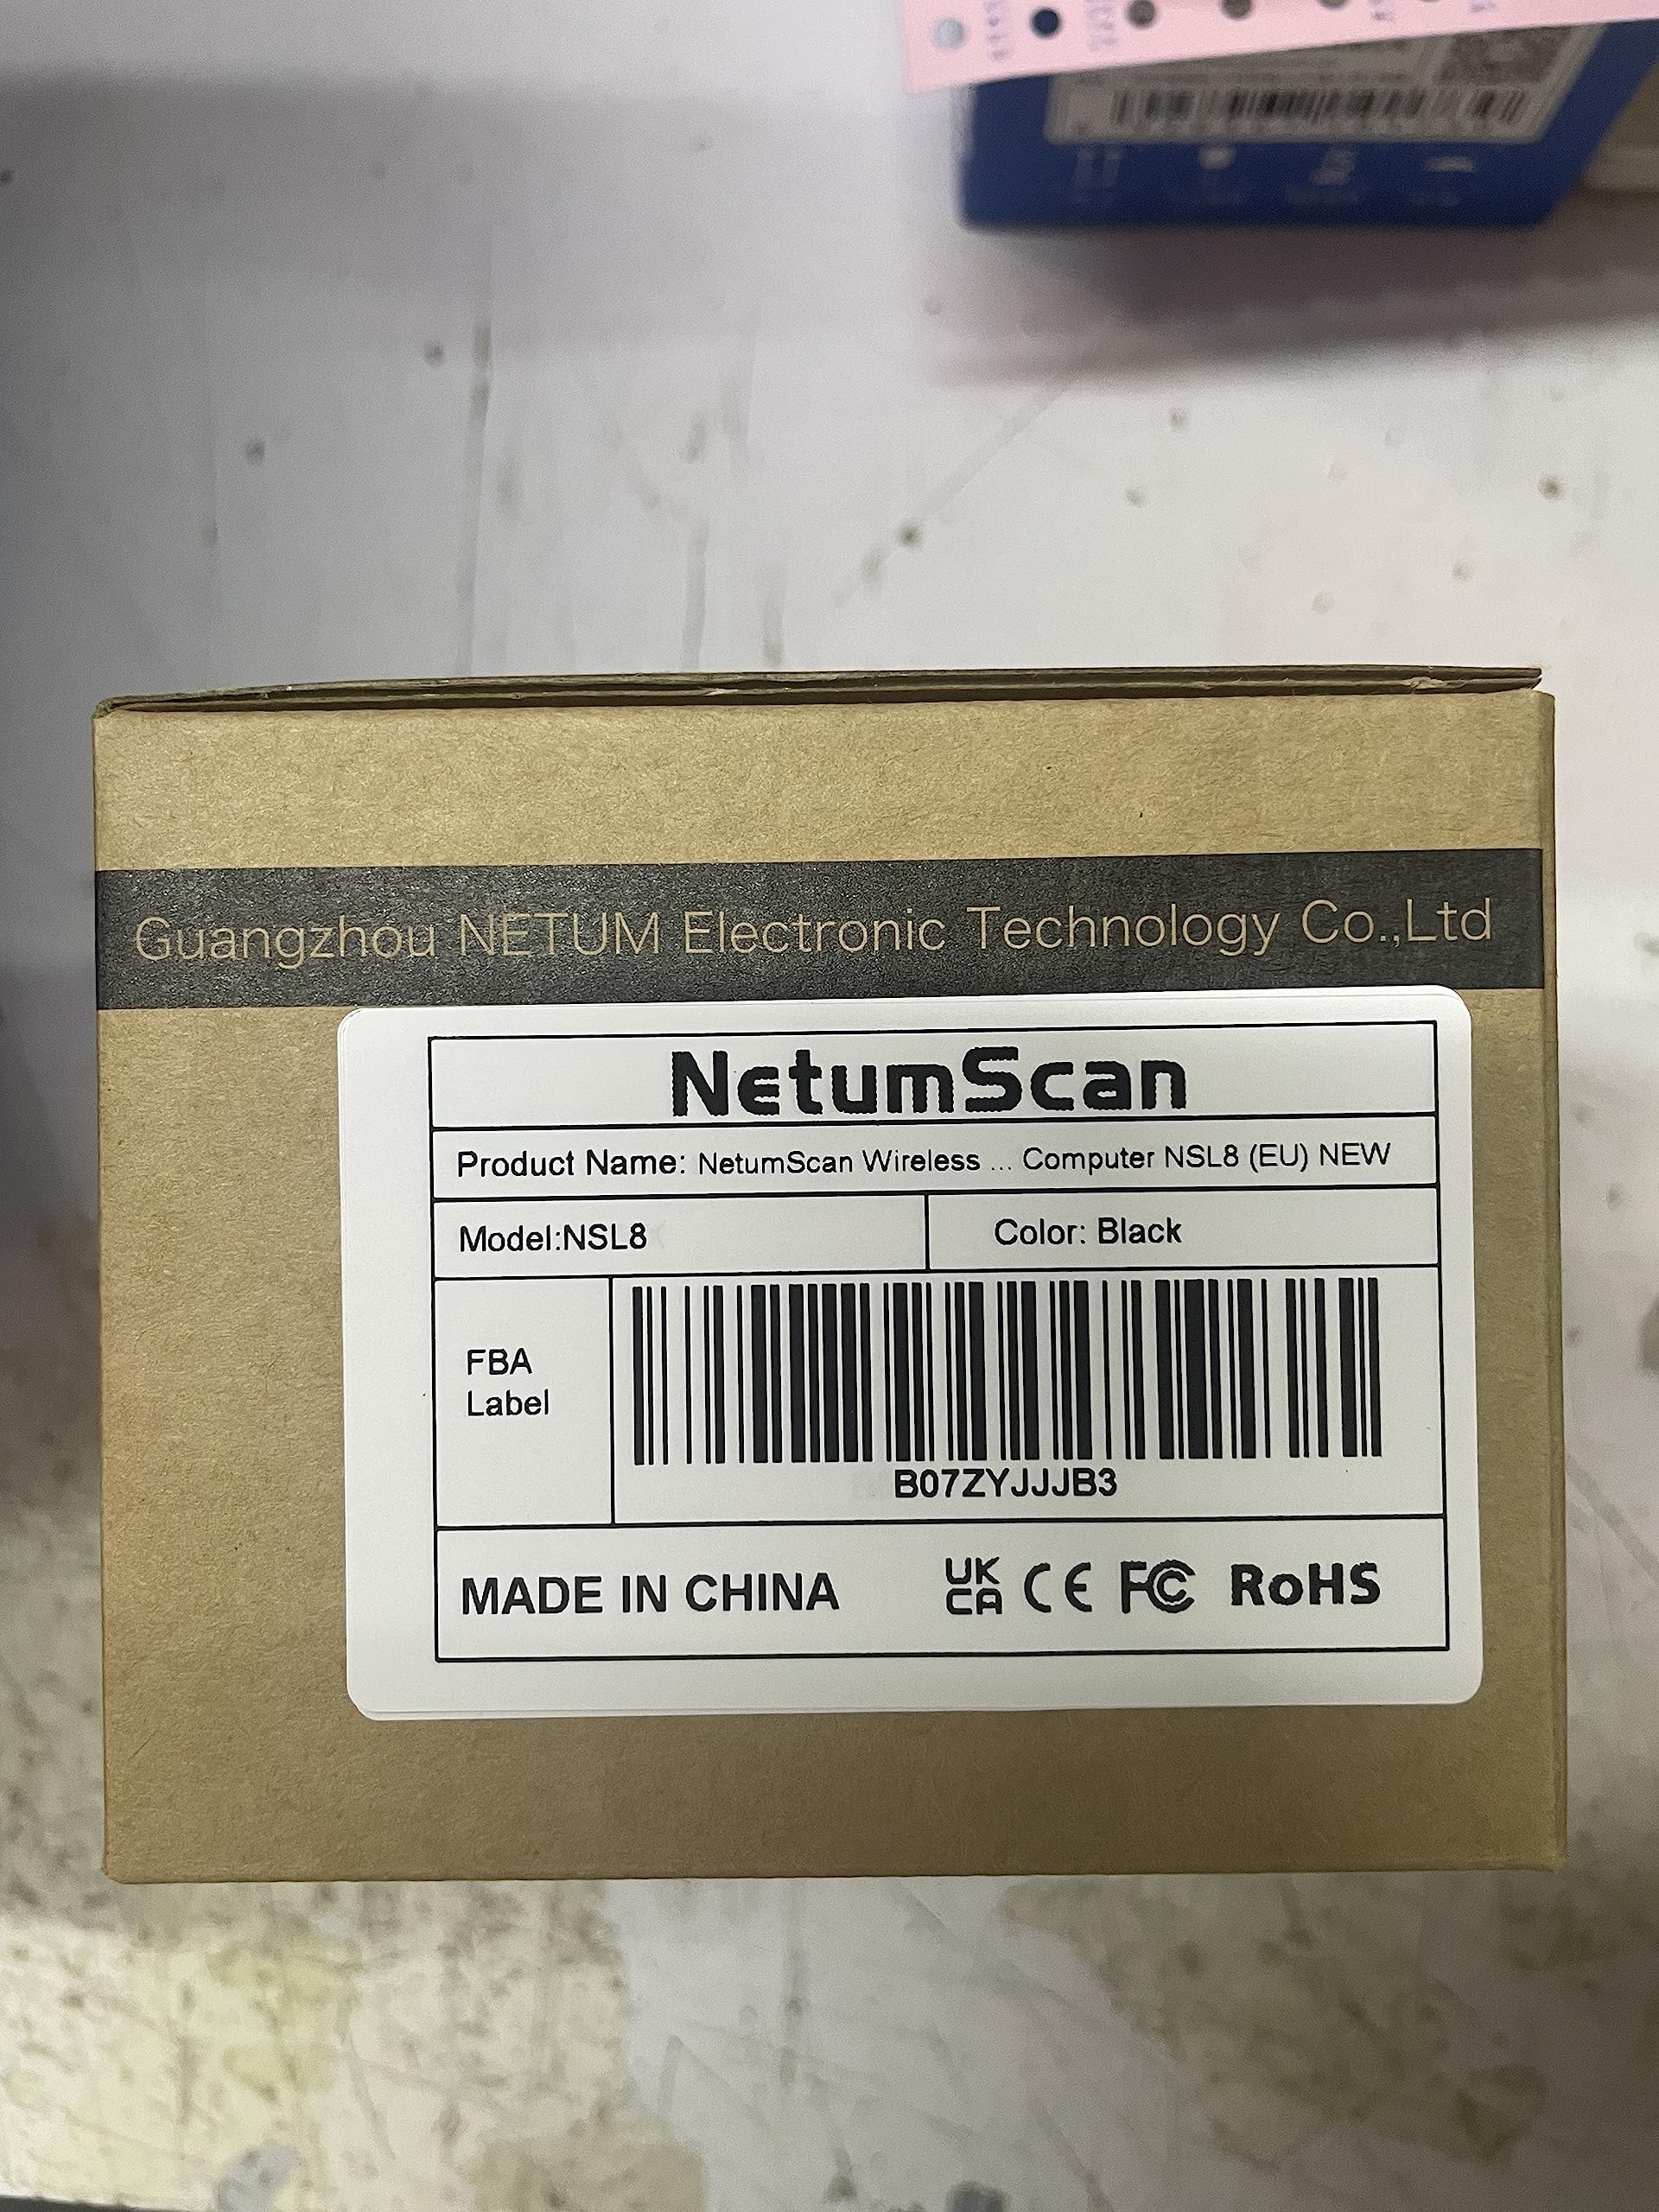 Guangzhou NETUM Electronic Technology Co.,Ltd
NetumScan
Product Name: NetumScan Wireless ... Computer NSL8 (EU) NEW
Model:NSL8
Color: Black
FBA
Label
B07ZYJJJB3
MADE IN CHINA
UK
CA
CE FC RoHS